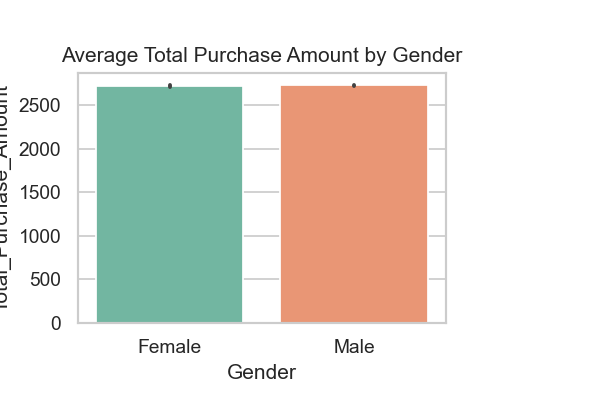 Average Total Purchase Amount by Gender
Total_Purchase_Amount
2500
2000
1500
1000
500
0
Female
Male
Gender